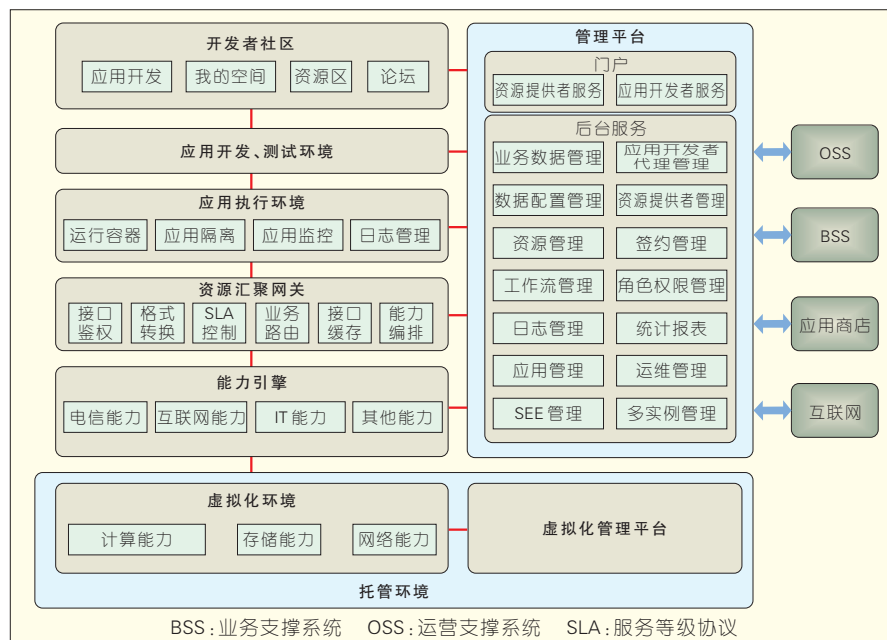 开发者社区
应用开发
我的空间
资源区
论坛
应用开发、测试环境
应用执行环境
运行容器
应用隔离
应用监控
日志管理
资源汇聚网关
接口
鉴权
格式
转换
SLA
控制
业务
路由
接口
缓存
能力
编排
能力引擎
电信能力
互联网能力
IT能力
其他能力
管理平台
门户
资源提供者服务
应用开发者服务
后台服务
业务数据管理
应用开发者
代理管理
数据配置管理
资源提供者管理
资源管理
签约管理
工作流管理
角色权限管理
日志管理
统计报表
应用管理
运维管理
SEE管理
多实例管理
OSS
BSS
应用商店
互联网
虚拟化环境
计算能力
存储能力
网络能力
虚拟化管理平台
托管环境
BSS:业务支撑系统 OSS:运营支撑系统 SLA:服务等级协议